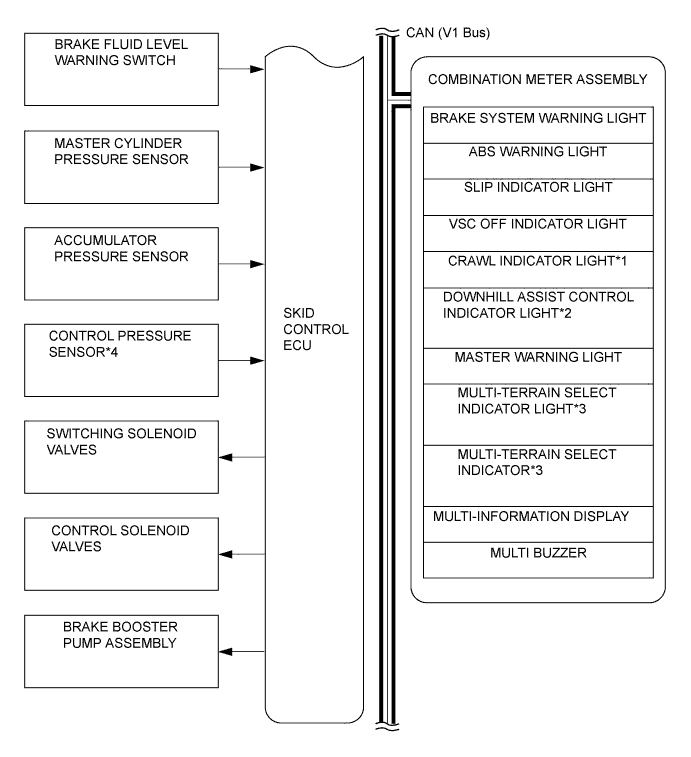 CAN (V1 Bus)
BRAKE FLUID LEVEL
WARNING SWITCH
MASTER CYLINDER
PRESSURE SENSOR
ACCUMULATOR
PRESSURE SENSOR
CONTROL PRESSURE
SENSOR*4
SWITCHING SOLENOID
VALVES
CONTROL SOLENOID
VALVES
BRAKE BOOSTER
PUMP ASSEMBLY
SKID
CONTROL
ECU
COMBINATION METER ASSEMBLY
BRAKE SYSTEM WARNING LIGHT
ABS WARNING LIGHT
SLIP INDICATOR LIGHT
VSC OFF INDICATOR LIGHT
CRAWL INDICATOR LIGHT*1
DOWNHILL ASSIST CONTROL
INDICATOR LIGHT*2
MASTER WARNING LIGHT
MULTI-TERRAIN SELECT
INDICATOR LIGHT*3
MULTI-TERRAIN SELECT
INDICATOR*3
MULTI-INFORMATION DISPLAY
MULTI BUZZER